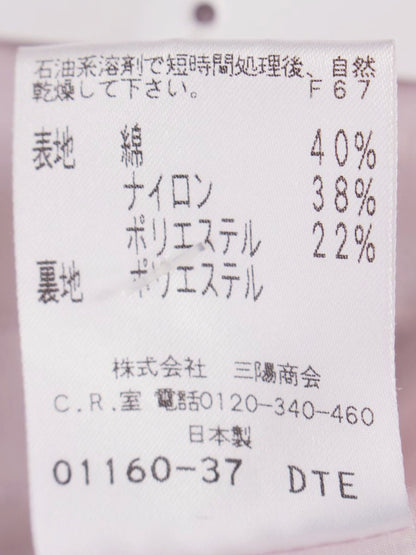 石油系溶剤で短時間処理後、自然
乾燥して下さい。 F67
表地 綿 40%
ナイロン 38%
ポリエステル 22%
裏地 ポリエステル
株式会社 三陽商会
C.R.室 電話0120-340-460
日本製
01160-37 DTE